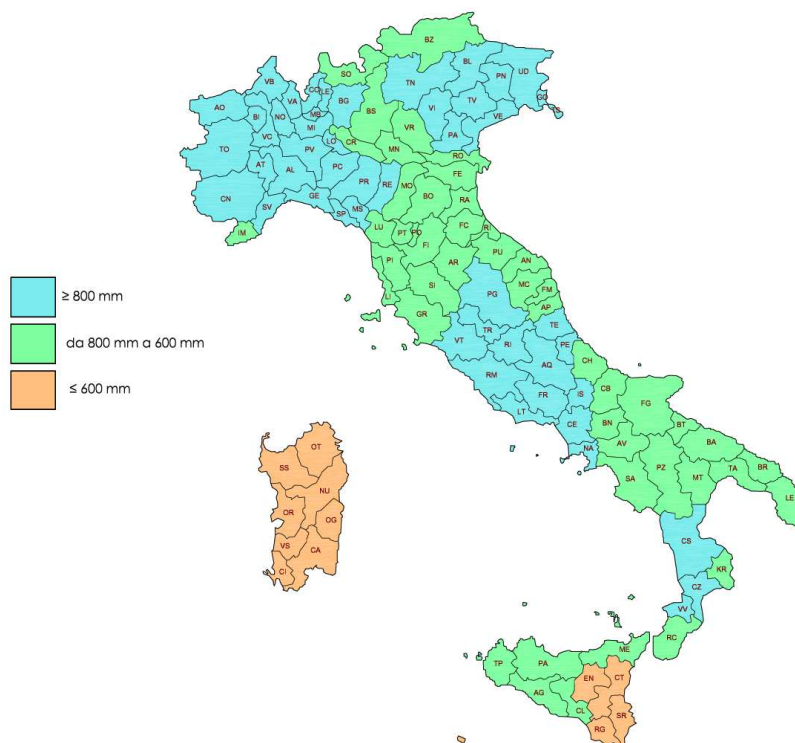 BZ
BL
VB
SO
UD
CO
LE
TN
PN
AO
VA
BG
GO
BI
NO
MB
BS
VI
TV
TS
MI
VR
VE
TO
VC
LO
CR
PA
PV
MN
AT
PC
RO
AL
FE
PR
RE
MO
CN
GE
BO
RA
SV
MS
SP
LU
FC
RI
IM
PT
PO
FI
PU
PI
AR
AN
MC
SI
FM
LI
PG
AP
≥ 800 mm
GR
TE
TR
VT
RI
PE
da 800 mm a 600 mm
CH
AQ
RM
CB
≤ 600 mm
FR
IS
FG
LT
CE
BN
BT
OT
NA
AV
BA
SS
PZ
TA
BR
SA
MT
NU
LE
OR
OG
CS
VS
CA
KR
CI
CZ
VV
RC
ME
TP
PA
EN
CT
AG
CL
SR
RG